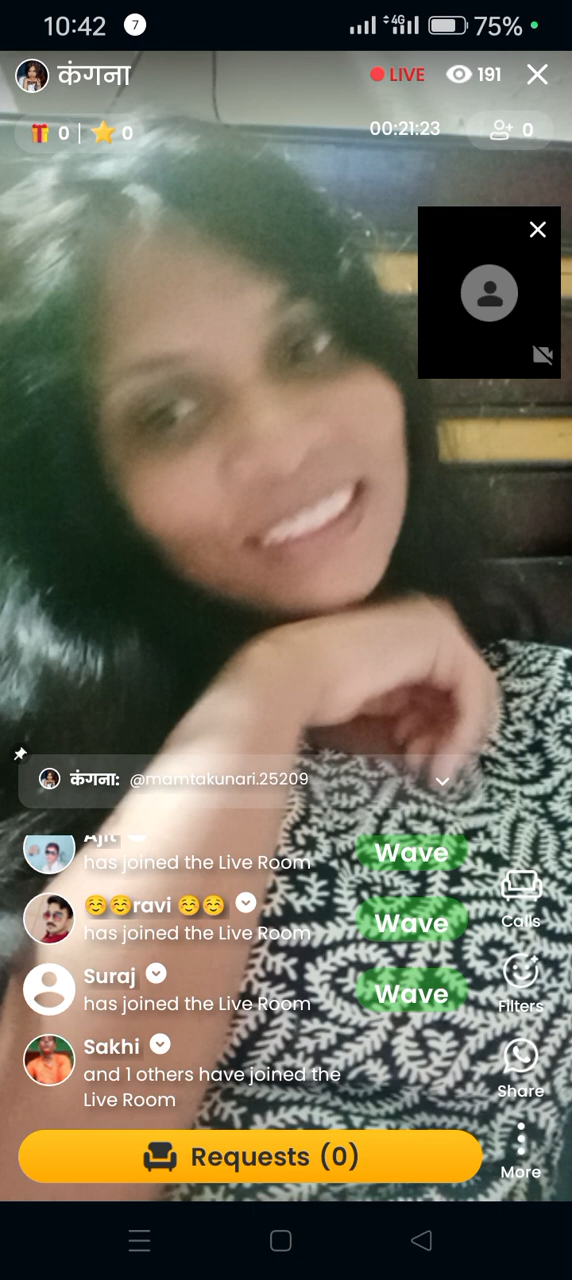 10:42 7 4G 75%
कंगना LIVE 191
0 | 0 00:21:23 0
कंगना: @mamtakunari.25209
Ajit
has joined the Live Room Wave
☺️☺️ravi ☺️☺️
has joined the Live Room Wave
Calls
Suraj
has joined the Live Room Wave
Filters
Sakhi
and 1 others have joined the
Live Room
Share
Requests (0)
More